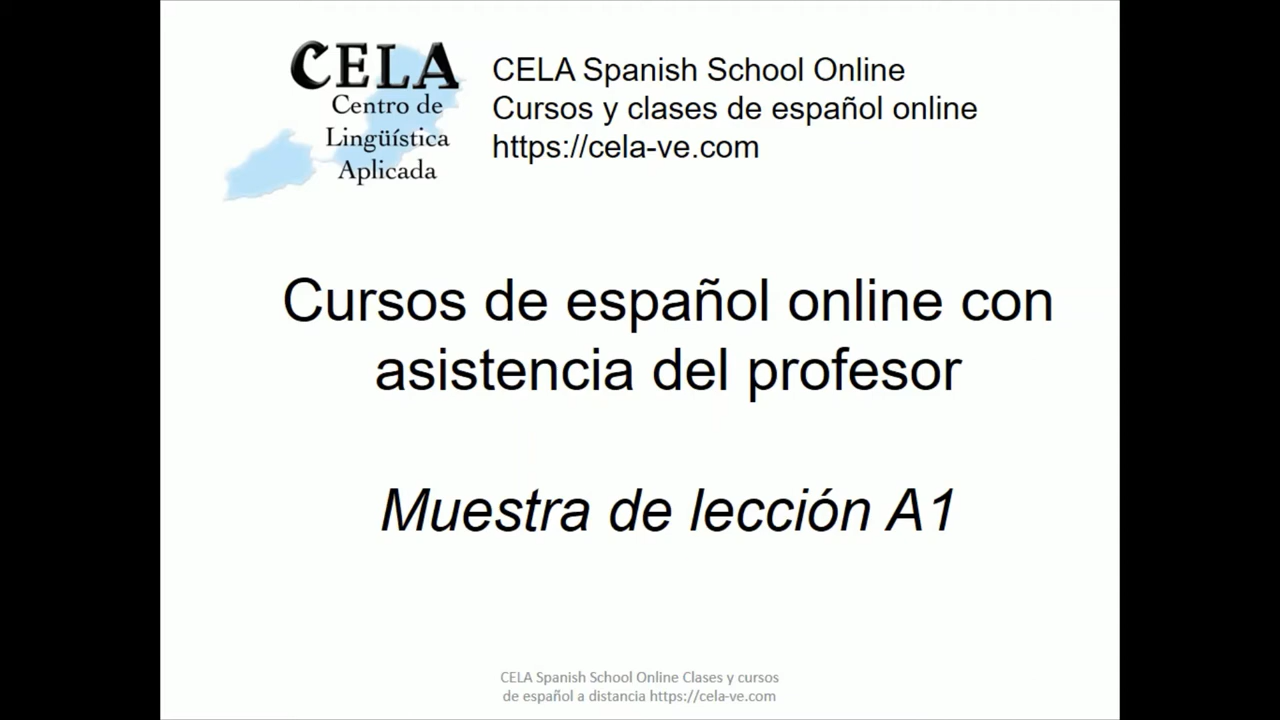 CELA
Centro de
Lingüística
Aplicada
CELA Spanish School Online
Cursos y clases de español online
https://cela-ve.com
Cursos de español online con
asistencia del profesor
Muestra de lección A1
CELA Spanish School Online Clases y cursos
de español a distancia https://cela-ve.com